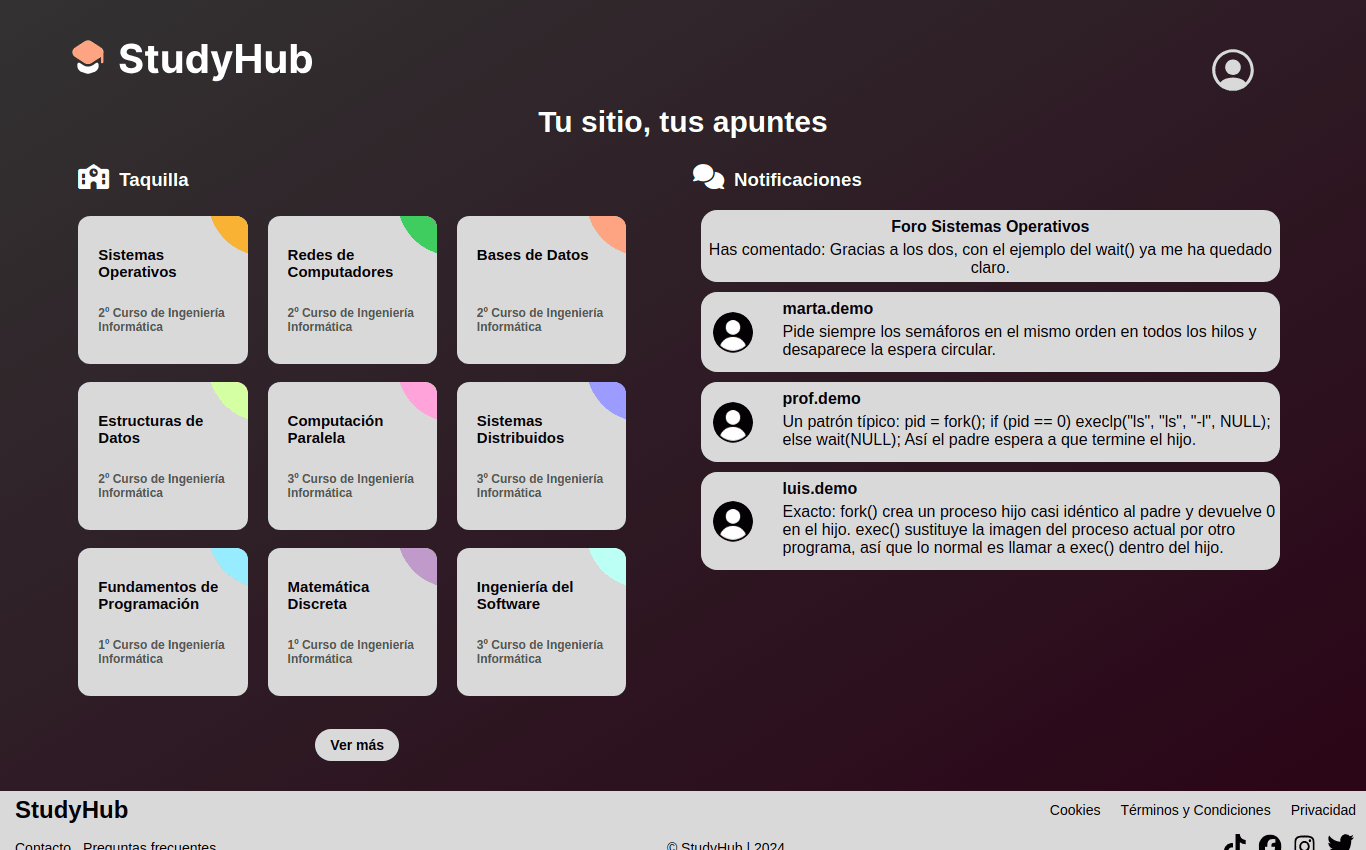 StudyHub
Tu sitio, tus apuntes
Taquilla
Sistemas
Operativos
2º Curso de Ingeniería
Informática
Redes de
Computadores
2º Curso de Ingeniería
Informática
Bases de Datos
2º Curso de Ingeniería
Informática
Estructuras de
Datos
2º Curso de Ingeniería
Informática
Computación
Paralela
3º Curso de Ingeniería
Informática
Sistemas
Distribuidos
3º Curso de Ingeniería
Informática
Fundamentos de
Programación
1º Curso de Ingeniería
Informática
Matemática
Discreta
1º Curso de Ingeniería
Informática
Ingeniería del
Software
3º Curso de Ingeniería
Informática
Ver más
Notificaciones
Foro Sistemas Operativos
Has comentado: Gracias a los dos, con el ejemplo del wait() ya me ha quedado
claro.
marta.demo
Pide siempre los semáforos en el mismo orden en todos los hilos y
desaparece la espera circular.
prof.demo
Un patrón típico: pid = fork(); if (pid == 0) execlp("ls", "ls", "-l", NULL);
else wait(NULL); Así el padre espera a que termine el hijo.
luis.demo
Exacto: fork() crea un proceso hijo casi idéntico al padre y devuelve 0
en el hijo. exec() sustituye la imagen del proceso actual por otro
programa, así que lo normal es llamar a exec() dentro del hijo.
StudyHub
Cookies Términos y Condiciones Privacidad
Contacto Preguntas frecuentes
© StudyHub | 2024